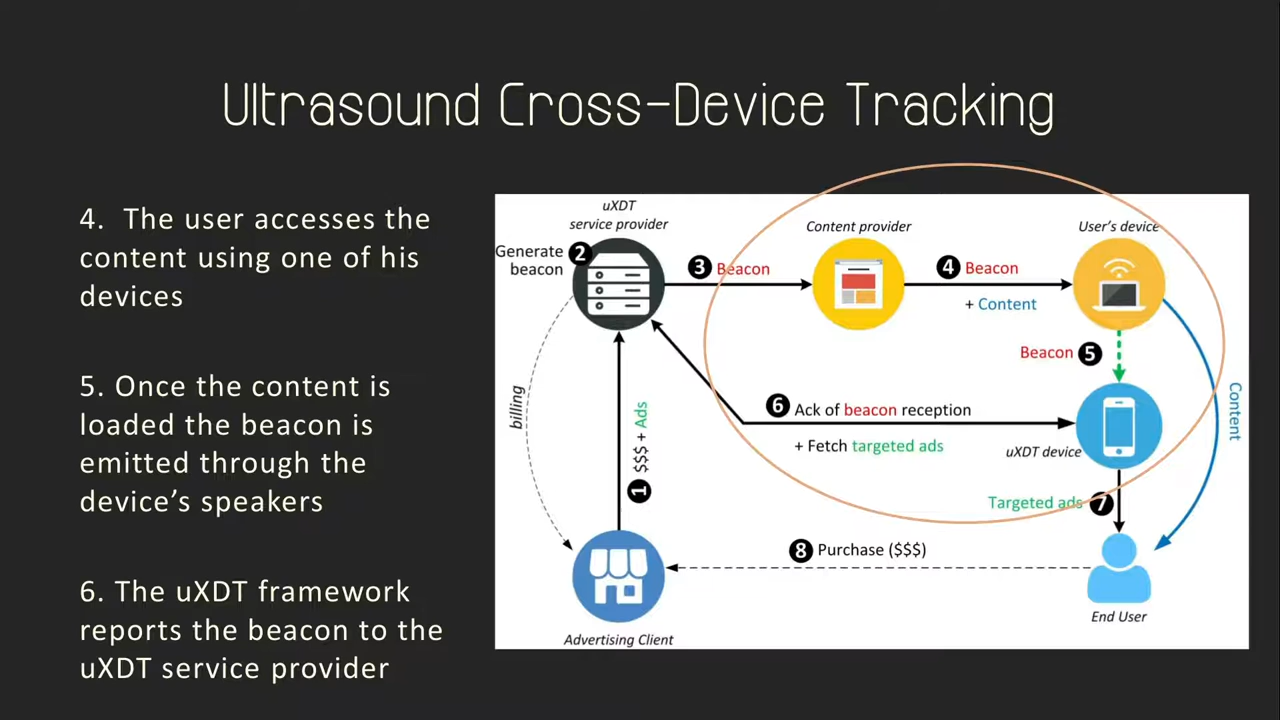 Ultrasound Cross-Device Tracking
4. The user accesses the
content using one of his
devices
5. Once the content is
loaded the beacon is
emitted through the
device's speakers
6. The uXDT framework
reports the beacon to the
uXDT service provider
uXDT
service provider
Content provider
User's device
Generate
beacon
2
3 Beacon
4 Beacon
+ Content
Beacon 5
billing
1 $$$ + Ads
6 Ack of beacon reception
+ Fetch targeted ads
Content
uXDT device
Targeted ads 7
8 Purchase ($$$)
End User
Advertising Client